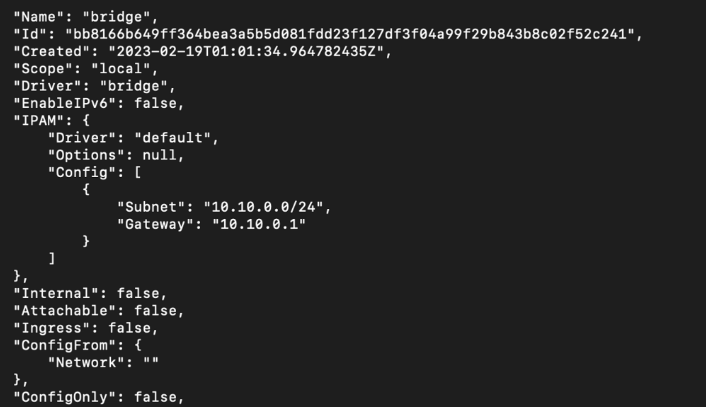 "Name": "bridge",
"Id": "bb8166b649ff364bea3a5b5d081fdd23f127df3f04a99f29b843b8c02f52c241",
"Created": "2023-02-19T01:01:34.964782435Z",
"Scope": "local",
"Driver": "bridge",
"EnableIPv6": false,
"IPAM": {
    "Driver": "default",
    "Options": null,
    "Config": [
        {
            "Subnet": "10.10.0.0/24",
            "Gateway": "10.10.0.1"
        }
    ]
},
"Internal": false,
"Attachable": false,
"Ingress": false,
"ConfigFrom": {
    "Network": ""
},
"ConfigOnly": false,